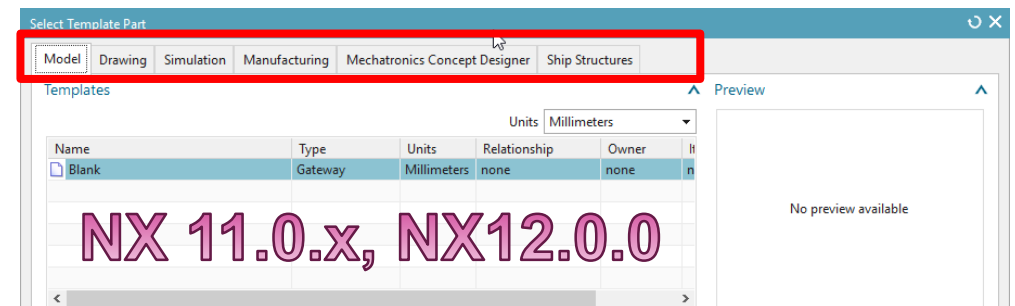 Select Template Part
Model Drawing Simulation Manufacturing Mechatronics Concept Designer Ship Structures
Templates
Preview
Units Millimeters
Name Type Units Relationship Owner
Blank Gateway Millimeters none none n
No preview available
NX 11.0.x, NX12.0.0